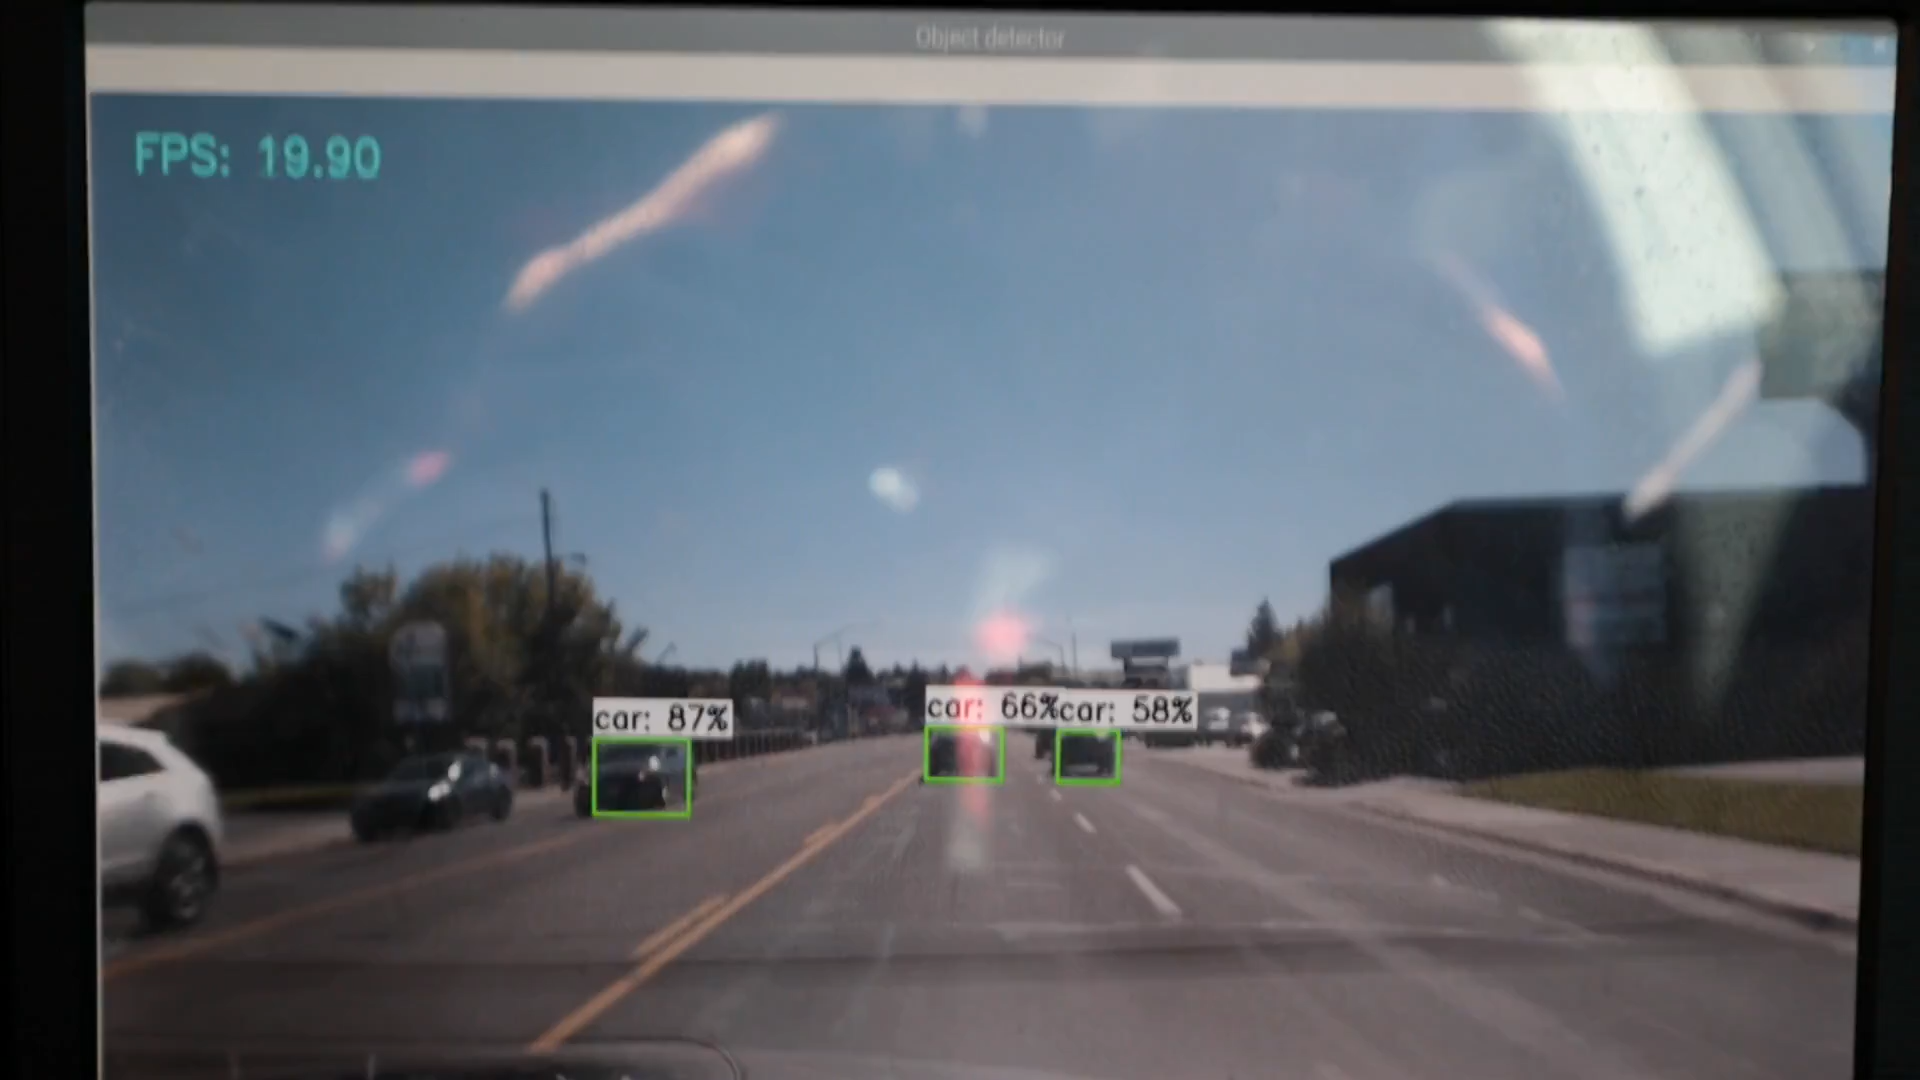 Object detector
FPS: 19.90
car: 87%
car: 66%
car: 58%